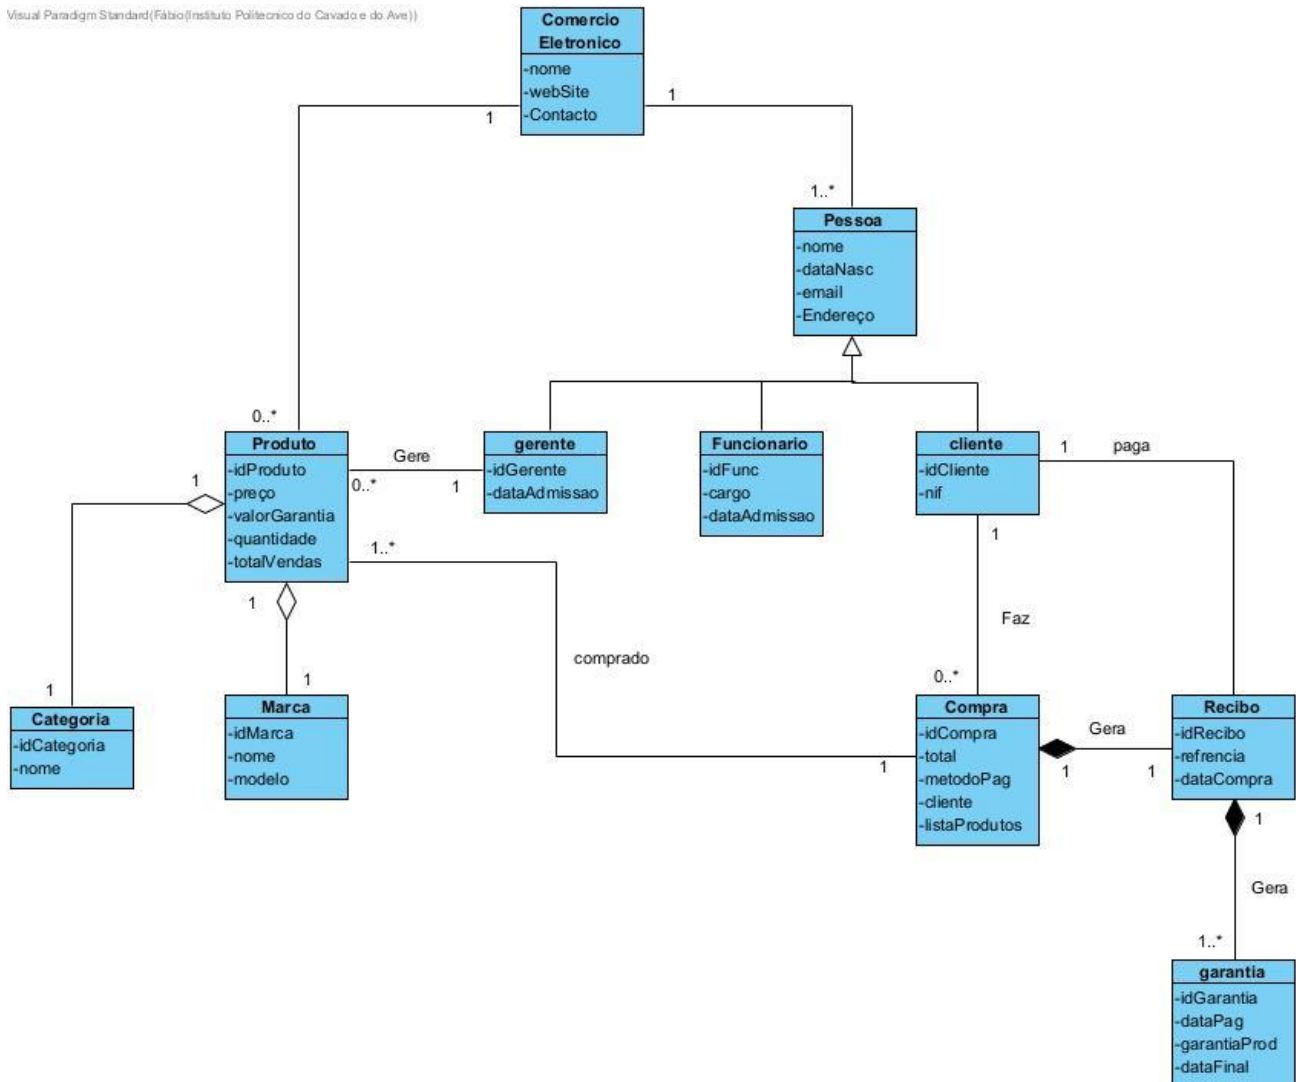 Visual Paradigm Standard(Fábio(Instituto Politecnico do Cavado e do Ave))
Comercio
Eletronico
-nome
-webSite
-Contacto
1
1
1..*
Pessoa
-nome
-dataNasc
-email
-Endereço
0..*
Produto
-idProduto
-preço
-valorGarantia
-quantidade
-totalVendas
Gere
0..*
1
gerente
-idGerente
-dataAdmissao
Funcionario
-idFunc
-cargo
-dataAdmissao
cliente
-idCliente
-nif
1
paga
1
1..*
1
1
Faz
comprado
1
1
0..*
Categoria
-idCategoria
-nome
Marca
-idMarca
-nome
-modelo
1
Compra
-idCompra
-total
-metodoPag
-cliente
-listaProdutos
Gera
1
1
Recibo
-idRecibo
-refrencia
-dataCompra
1
Gera
1..*
garantia
-idGarantia
-dataPag
-garantiaProd
-dataFinal